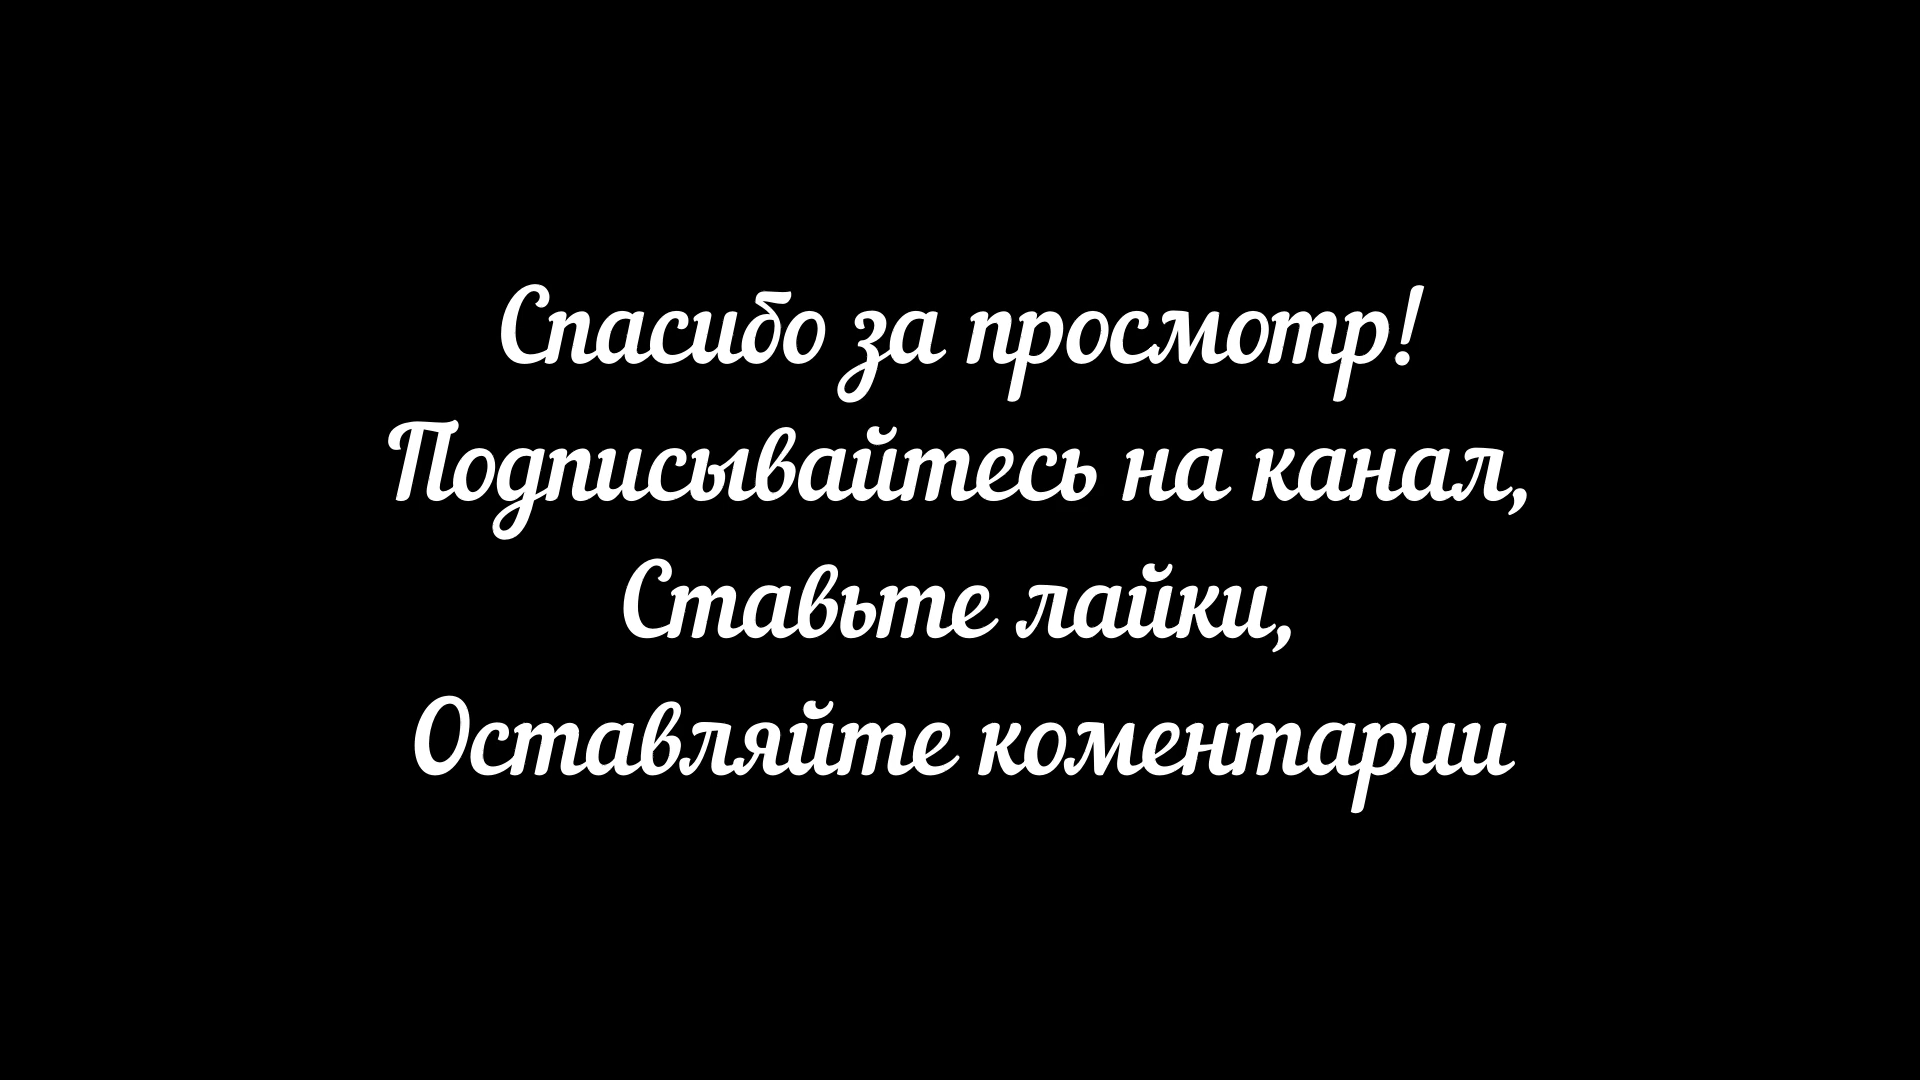 Спасибо за просмотр!
Подписывайтесь на канал,
Ставьте лайки,
Оставляйте коментарии